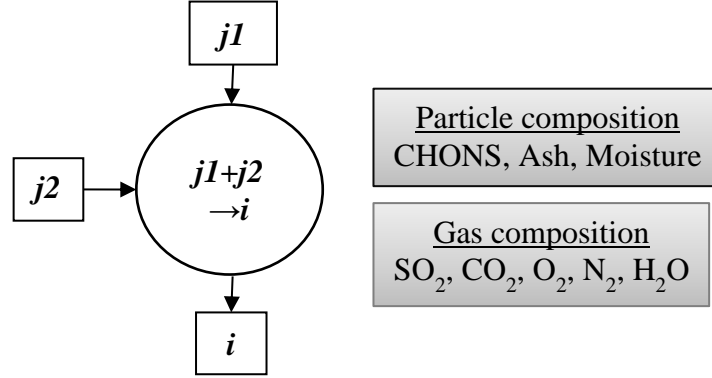 j1
j2
j1+j2
→i
i
Particle composition
CHONS, Ash, Moisture
Gas composition
SO₂, CO₂, O₂, N₂, H₂O